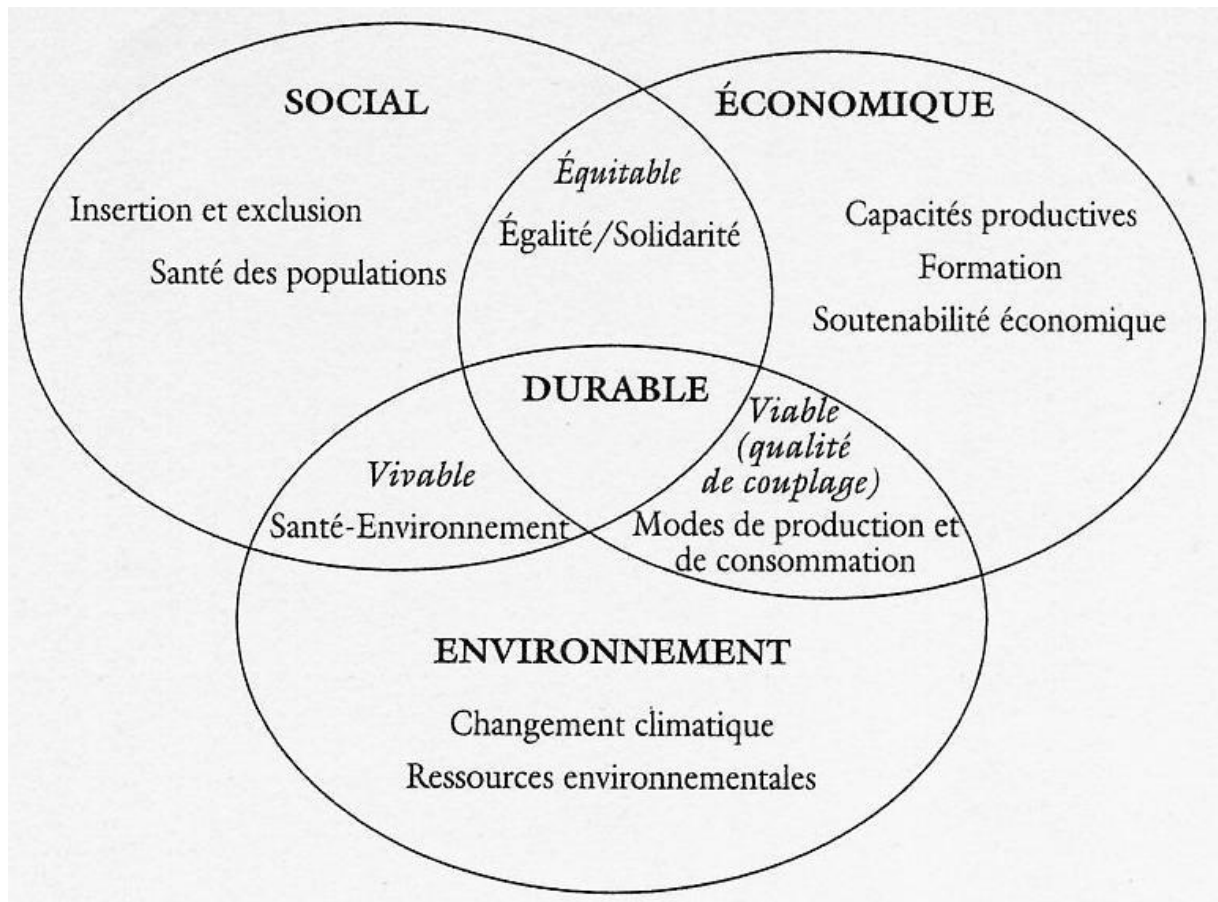 SOCIAL
Insertion et exclusion
Santé des populations
Équitable
Égalité/Solidarité
ÉCONOMIQUE
Capacités productives
Formation
Soutenabilité économique
DURABLE
Vivable
Santé-Environnement
Viable
(qualité
de couplage)
Modes de production et
de consommation
ENVIRONNEMENT
Changement climatique
Ressources environnementales